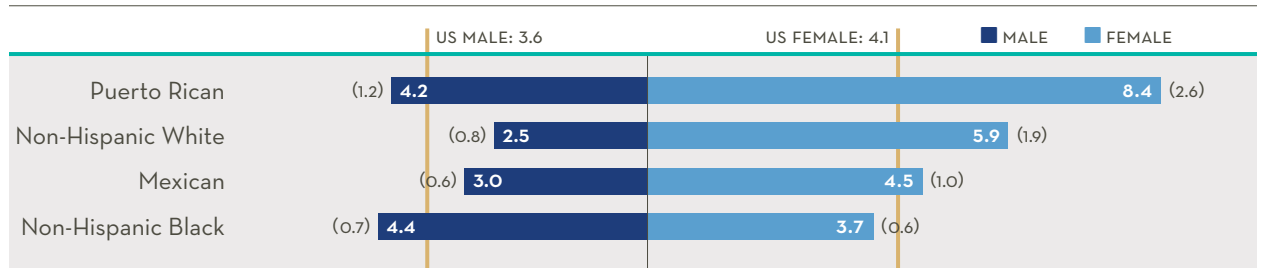 US MALE: 3.6 US FEMALE: 4.1 MALE FEMALE
Puerto Rican (1.2) 4.2 8.4 (2.6)
Non-Hispanic White (0.8) 2.5 5.9 (1.9)
Mexican (0.6) 3.0 4.5 (1.0)
Non-Hispanic Black (0.7) 4.4 3.7 (0.6)